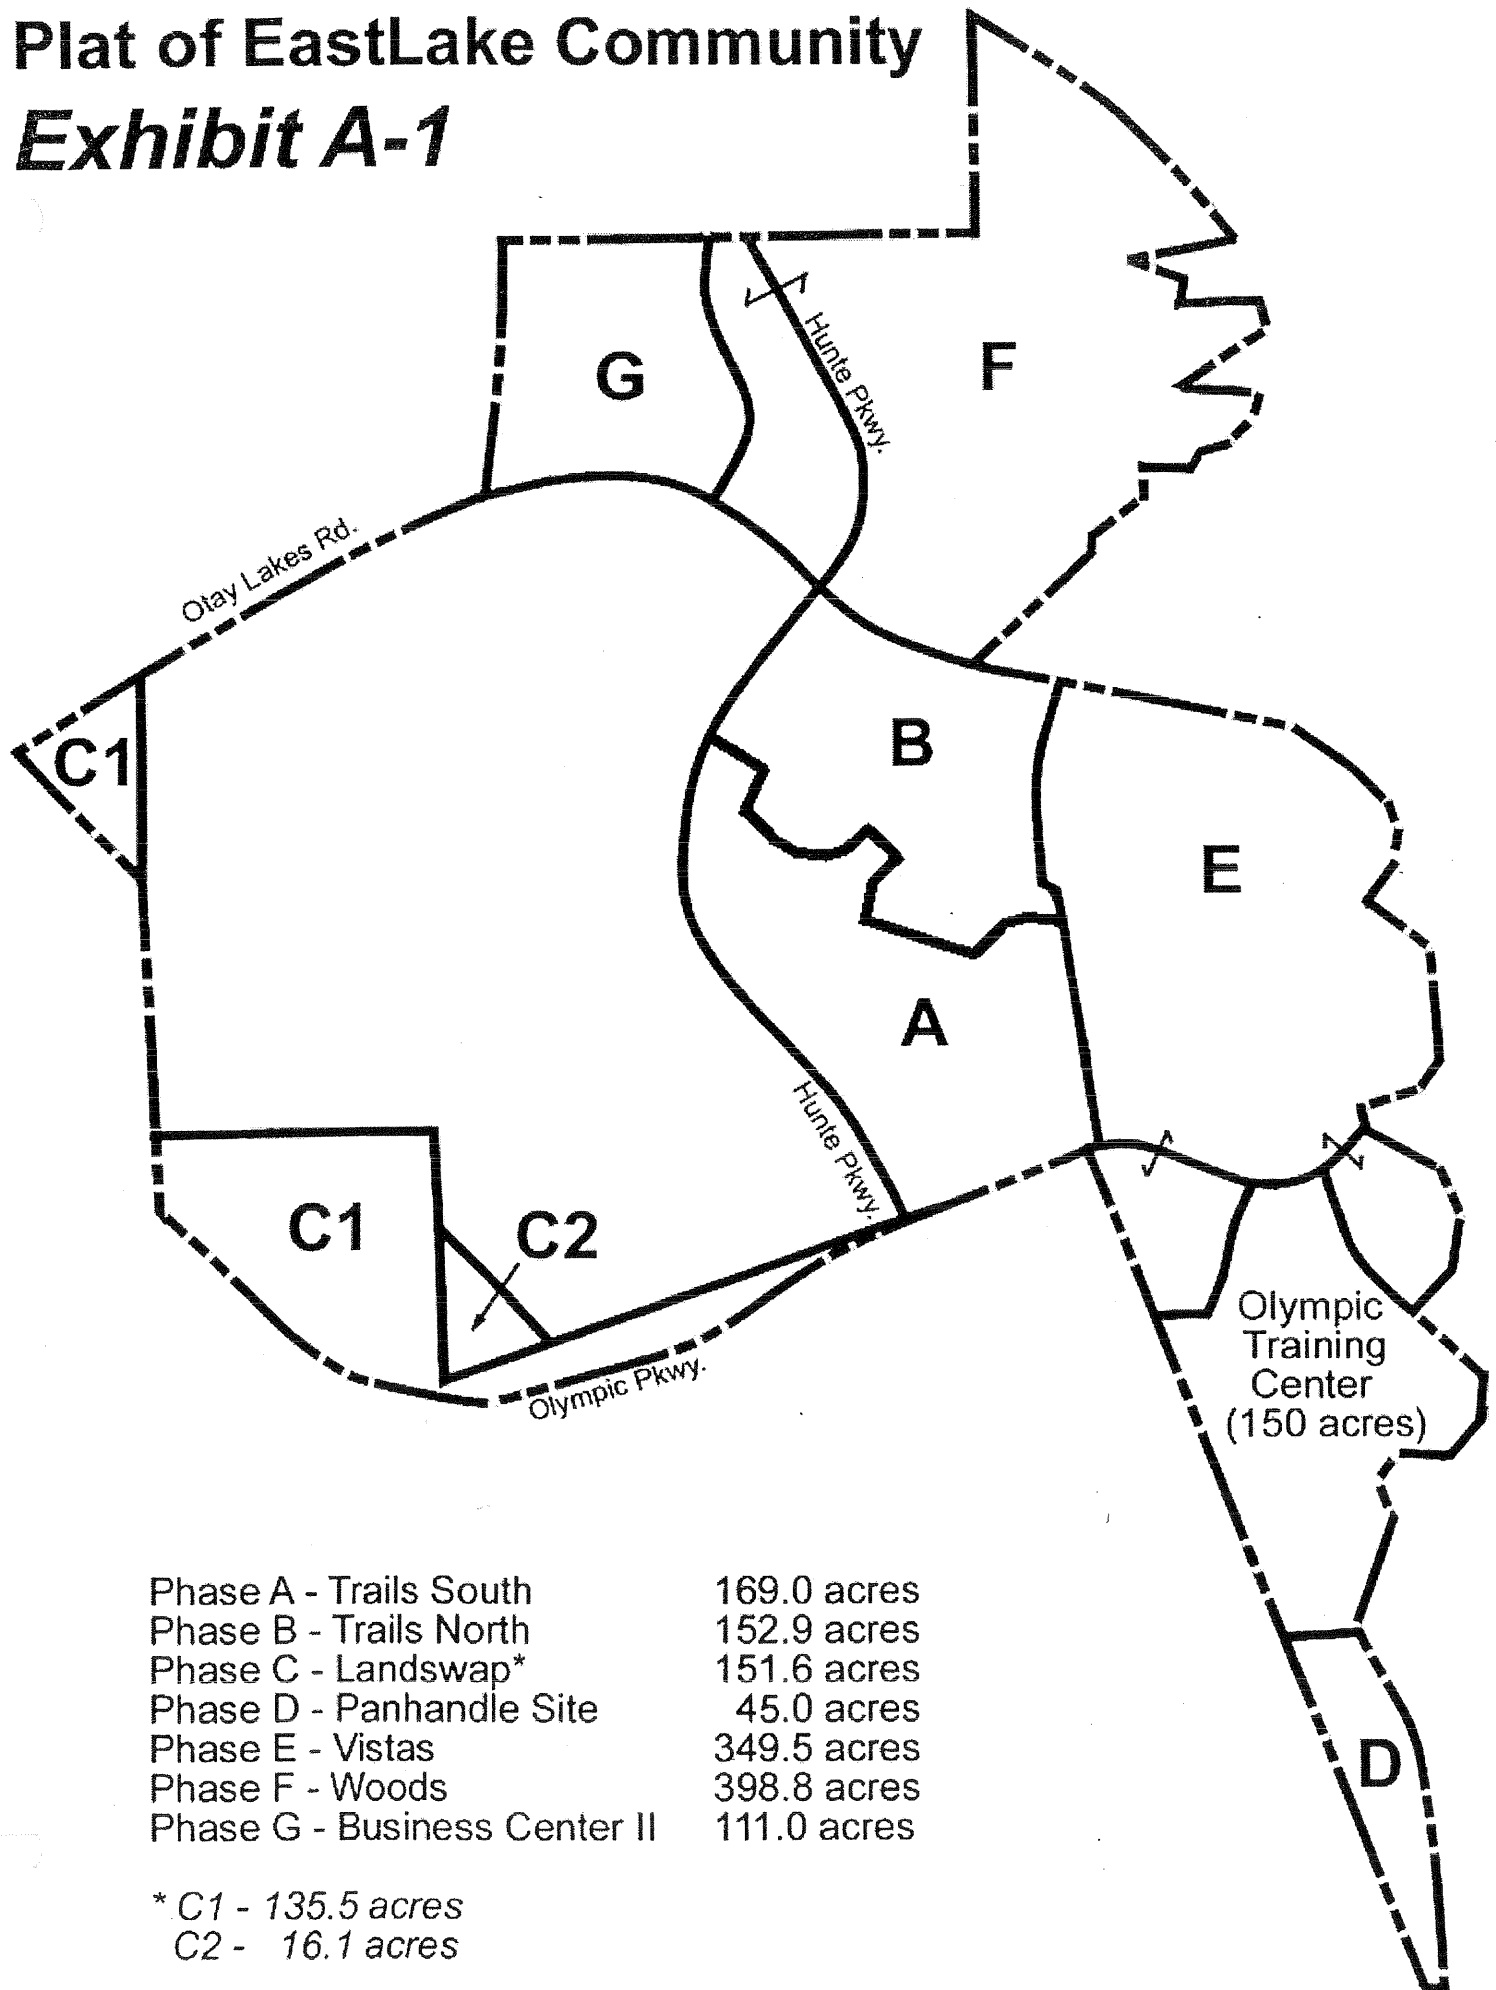 Plat of EastLake Community
Exhibit A-1
G
F
Hunte Pkwy.
Otay Lakes Rd.
C1
B
E
A
Hunte Pkwy.
C1
C2
Olympic Pkwy.
Olympic
Training
Center
(150 acres)
D
Phase A - Trails South 169.0 acres
Phase B - Trails North 152.9 acres
Phase C - Landswap* 151.6 acres
Phase D - Panhandle Site 45.0 acres
Phase E - Vistas 349.5 acres
Phase F - Woods 398.8 acres
Phase G - Business Center II 111.0 acres
* C1 - 135.5 acres
C2 - 16.1 acres